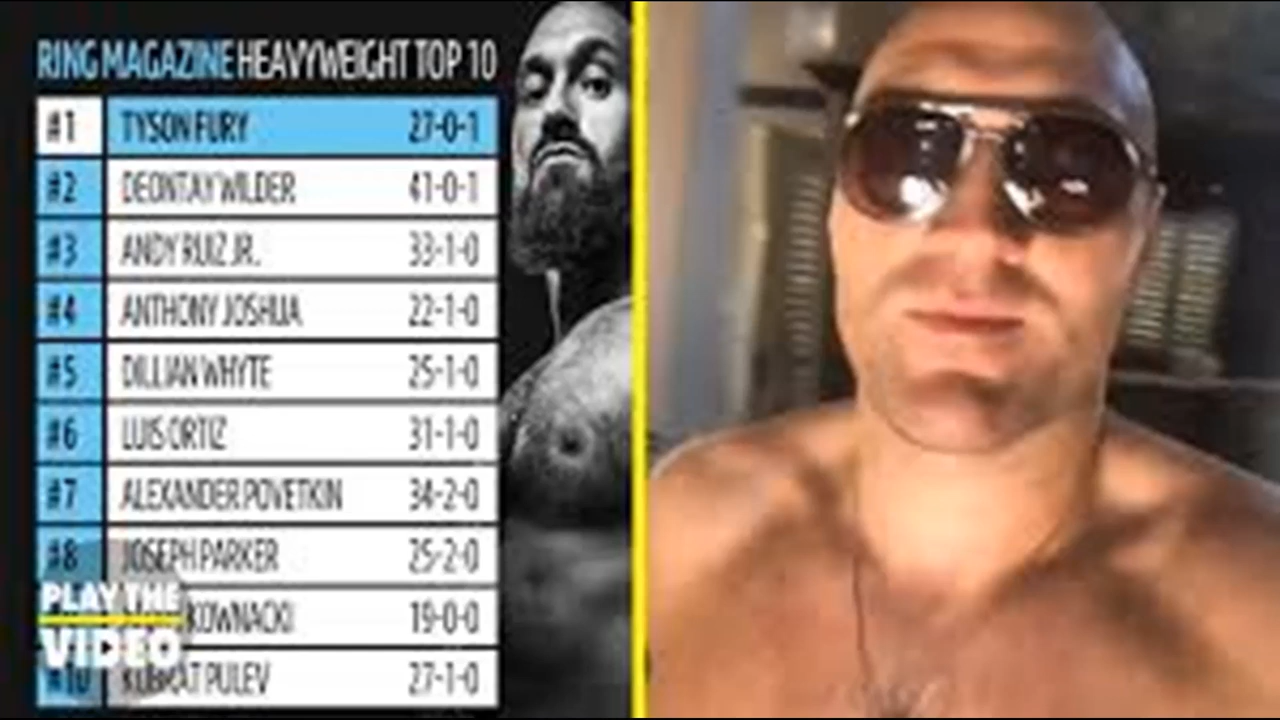 RING MAGAZINE HEAVYWEIGHT TOP 10
#1 TYSON FURY 27-0-1
#2 DEONTAY WILDER 41-0-1
#3 ANDY RUIZ JR. 33-1-0
#4 ANTHONY JOSHUA 22-1-0
#5 DILLIAN WHYTE 25-1-0
#6 LUIS ORTIZ 31-1-0
#7 ALEXANDER POVETKIN 34-2-0
#8 JOSEPH PARKER 25-2-0
PLAY THE
KOWNACKI 19-0-0
VIDEO
#10 KUBRAT PULEV 27-1-0